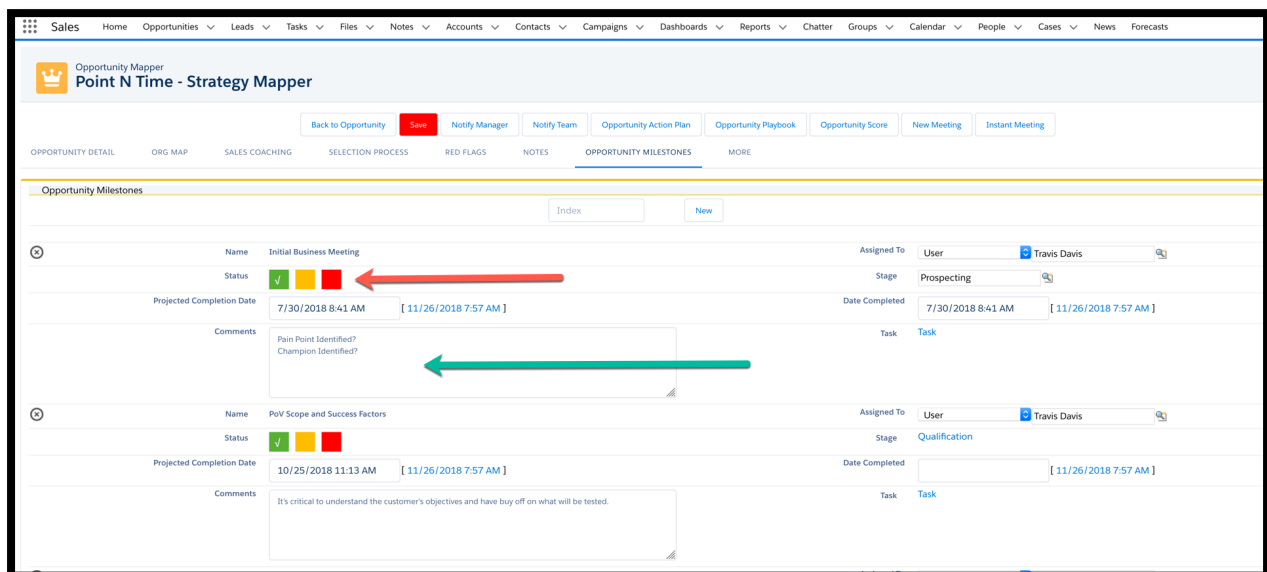 Sales Home Opportunities Leads Tasks Files Notes Accounts Contacts Campaigns Dashboards Reports Chatter Groups Calendar People Cases News Forecasts
Opportunity Mapper
Point N Time - Strategy Mapper
Back to Opportunity Save Notify Manager Notify Team Opportunity Action Plan Opportunity Playbook Opportunity Score New Meeting Instant Meeting
OPPORTUNITY DETAIL ORG MAP SALES COACHING SELECTION PROCESS RED FLAGS NOTES OPPORTUNITY MILESTONES MORE
Opportunity Milestones
Index New
Name Initial Business Meeting Assigned To User Travis Davis
Status √ Stage Prospecting
Projected Completion Date 7/30/2018 8:41 AM [ 11/26/2018 7:57 AM ] Date Completed 7/30/2018 8:41 AM [ 11/26/2018 7:57 AM ]
Comments Pain Point Identified? Task Task
Champion Identified?
Name PoV Scope and Success Factors Assigned To User Travis Davis
Status √ Stage Qualification
Projected Completion Date 10/25/2018 11:13 AM [ 11/26/2018 7:57 AM ] Date Completed [ 11/26/2018 7:57 AM ]
Comments It's critical to understand the customer's objectives and have buy off on what will be tested. Task Task